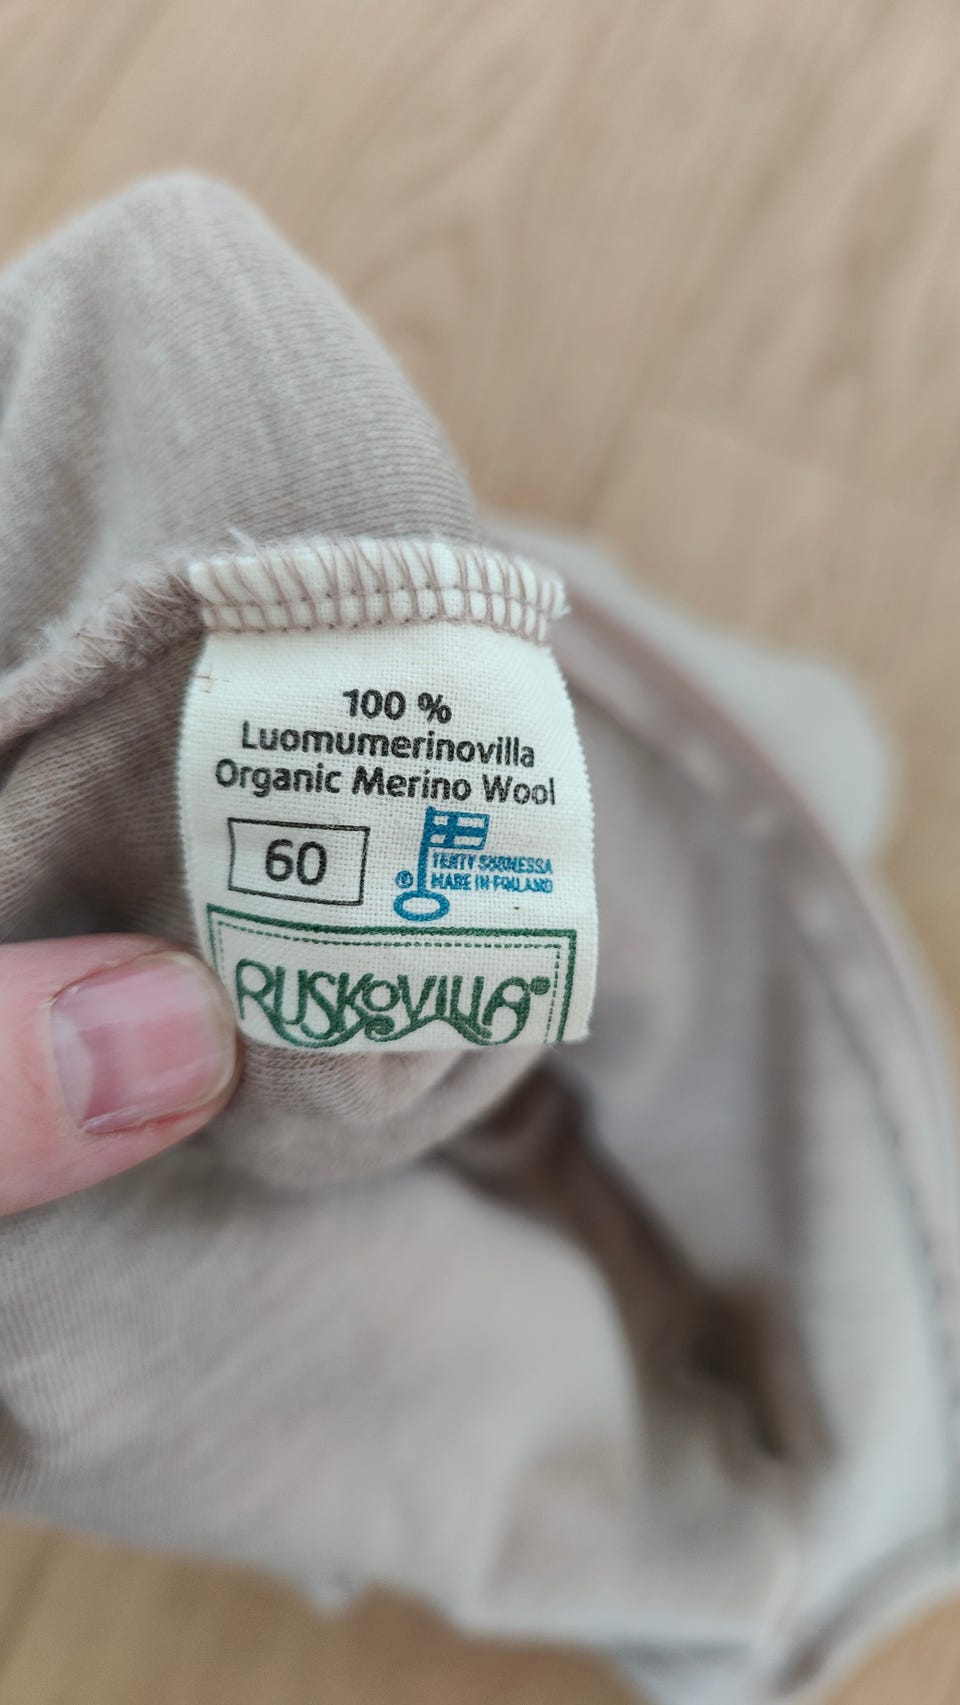 100 %
Luomumerinovilla
Organic Merino Wool
60
TEHTY SUOMESSA
© MADE IN FINLAND
RUSKOVILLA®